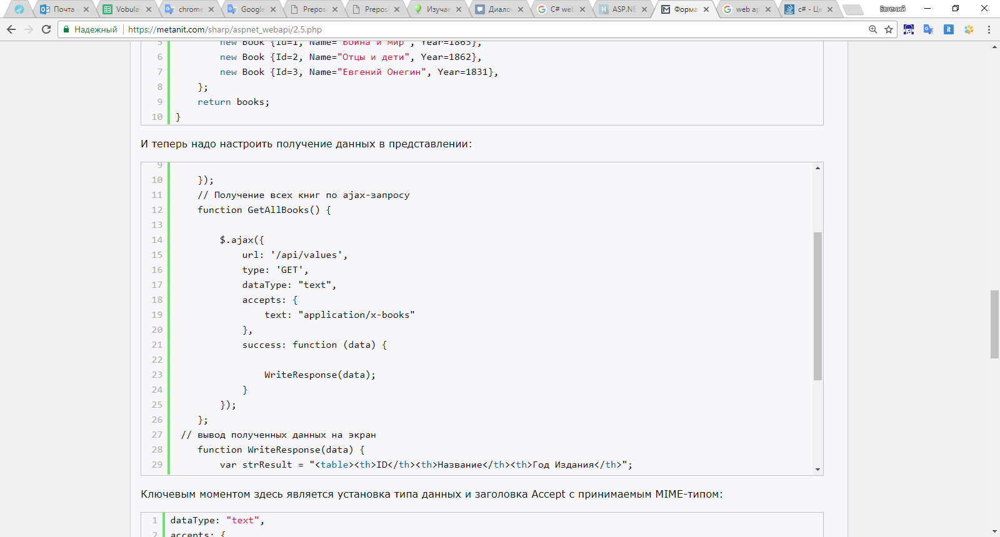 Почта
Vobula
chrome
Google
Prepos
Prepos
Изучае
Диало
C# web
ASP.NE
Форма
web ap
c# - Це
Евгений
Надежный
https://metanit.com/sharp/aspnet_webapi/2.5.php
5 new Book {Id=1, Name="Война и мир", Year=1863},
6 new Book {Id=2, Name="Отцы и дети", Year=1862},
7 new Book {Id=3, Name="Евгений Онегин", Year=1831},
8 };
9 return books;
10 }
И теперь надо настроить получение данных в представлении:
9
10 });
11 // Получение всех книг по ajax-запросу
12 function GetAllBooks() {
13
14 $.ajax({
15 url: '/api/values',
16 type: 'GET',
17 dataType: "text",
18 accepts: {
19 text: "application/x-books"
20 },
21 success: function (data) {
22
23 WriteResponse(data);
24 }
25 });
26 };
27 // вывод полученных данных на экран
28 function WriteResponse(data) {
29 var strResult = "<table><th>ID</th><th>Название</th><th>Год Издания</th>";
Ключевым моментом здесь является установка типа данных и заголовка Accept с принимаемым MIME-типом:
1 dataType: "text",
2 accepts: {